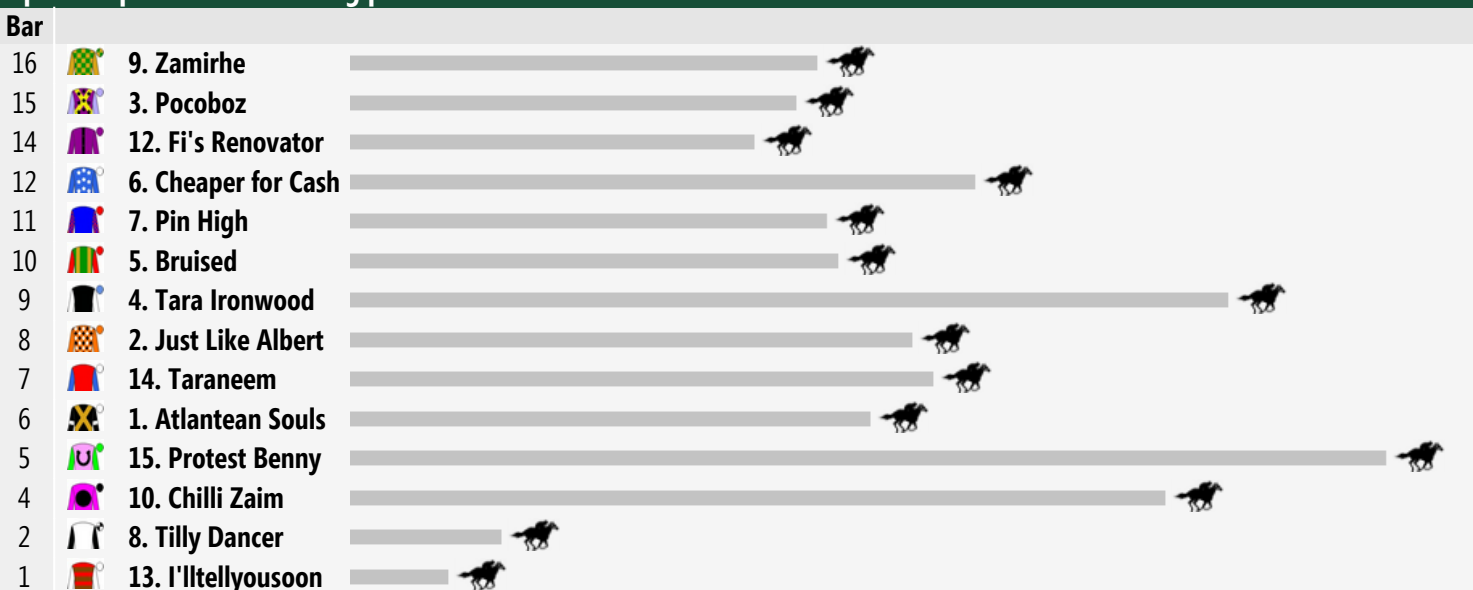 Bar
16 9. Zamirhe
15 3. Pocoboz
14 12. Fi's Renovator
12 6. Cheaper for Cash
11 7. Pin High
10 5. Bruised
9 4. Tara Ironwood
8 2. Just Like Albert
7 14. Taraneem
6 1. Atlantean Souls
5 15. Protest Benny
4 10. Chilli Zaim
2 8. Tilly Dancer
1 13. I'lltellyousoon